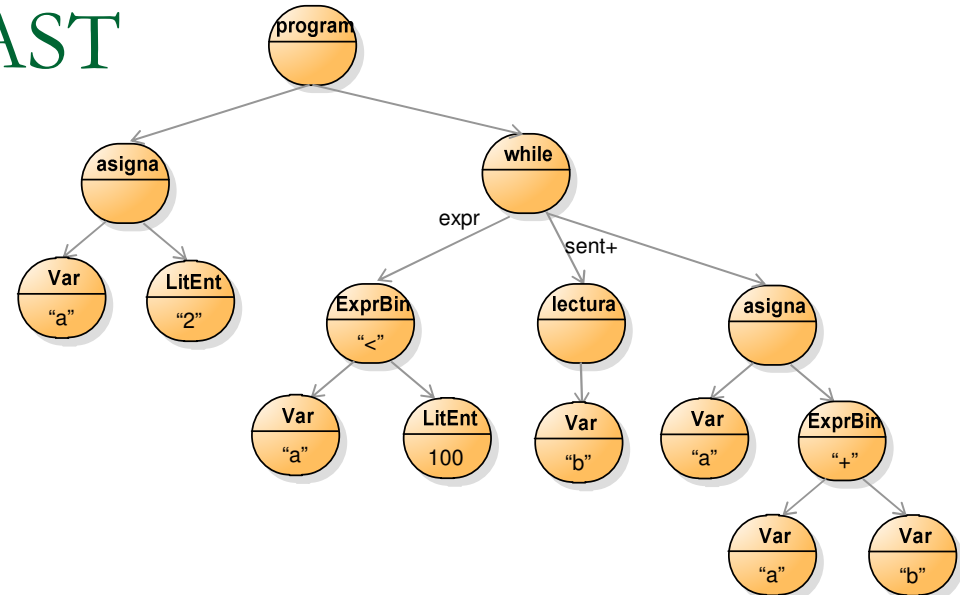 AST
program
asigna
while
expr
sent+
Var
“a”
LitEnt
“2”
ExprBin
“<”
lectura
asigna
Var
“a”
LitEnt
100
Var
“b”
Var
“a”
ExprBin
“+”
Var
“a”
Var
“b”